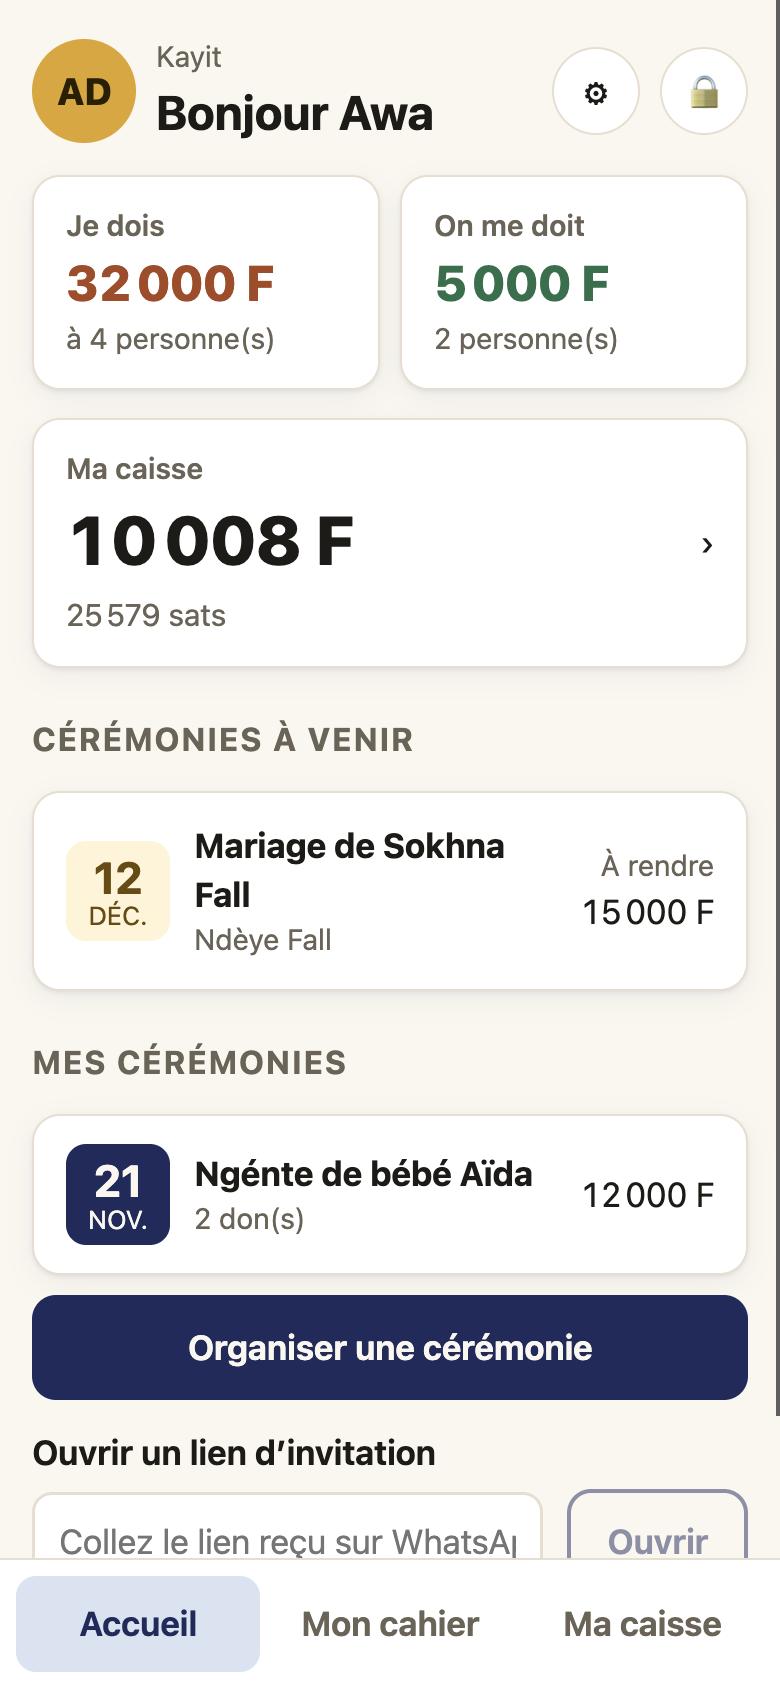 AD
Kayit
Bonjour Awa
Je dois
32 000 F
à 4 personne(s)
On me doit
5 000 F
2 personne(s)
Ma caisse
10 008 F
›
25 579 sats
CÉRÉMONIES À VENIR
12
DÉC.
Mariage de Sokhna
Fall
Ndèye Fall
À rendre
15 000 F
MES CÉRÉMONIES
21
NOV.
Ngénte de bébé Aïda
2 don(s)
12 000 F
Organiser une cérémonie
Ouvrir un lien d’invitation
Collez le lien reçu sur
Ouvrir
Accueil
Mon cahier
Ma caisse